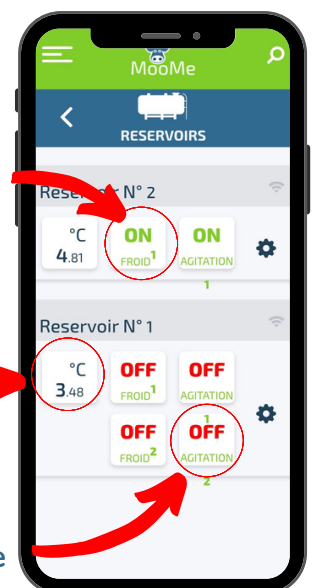 MooMe
RESERVOIRS
Reservoir N° 2
°C ON ON
4.81 FROID1 AGITATION
1
Reservoir N° 1
°C OFF OFF
3.48 FROID1 AGITATION
1
OFF OFF
FROID2 AGITATION
2
e